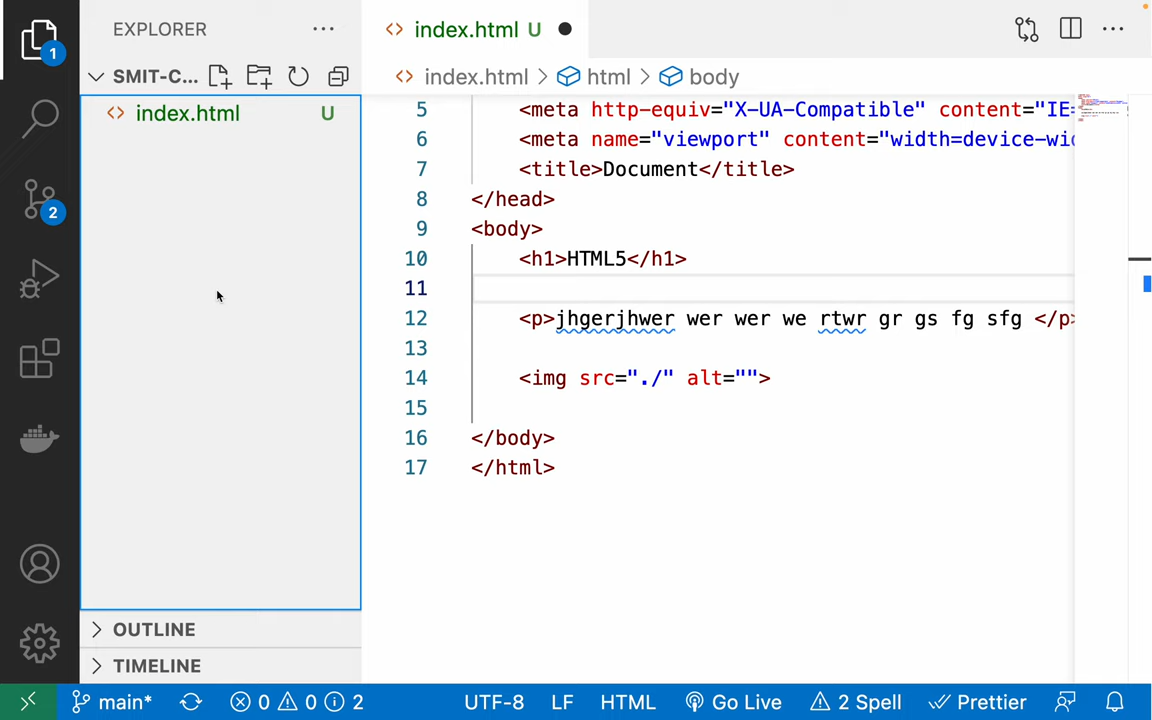 EXPLORER
index.html U
1
SMIT-C...
index.html html body
index.html U
5 <meta http-equiv="X-UA-Compatible" content="IE=
6 <meta name="viewport" content="width=device-wid
7 <title>Document</title>
8 </head>
9 <body>
10 <h1>HTML5</h1>
11
12 <p>jhgerjhwer wer wer we rtwr gr gs fg sfg </p>
13
14 <img src="./" alt="">
15
16 </body>
17 </html>
2
OUTLINE
TIMELINE
main* 0 0 2 UTF-8 LF HTML Go Live 2 Spell Prettier